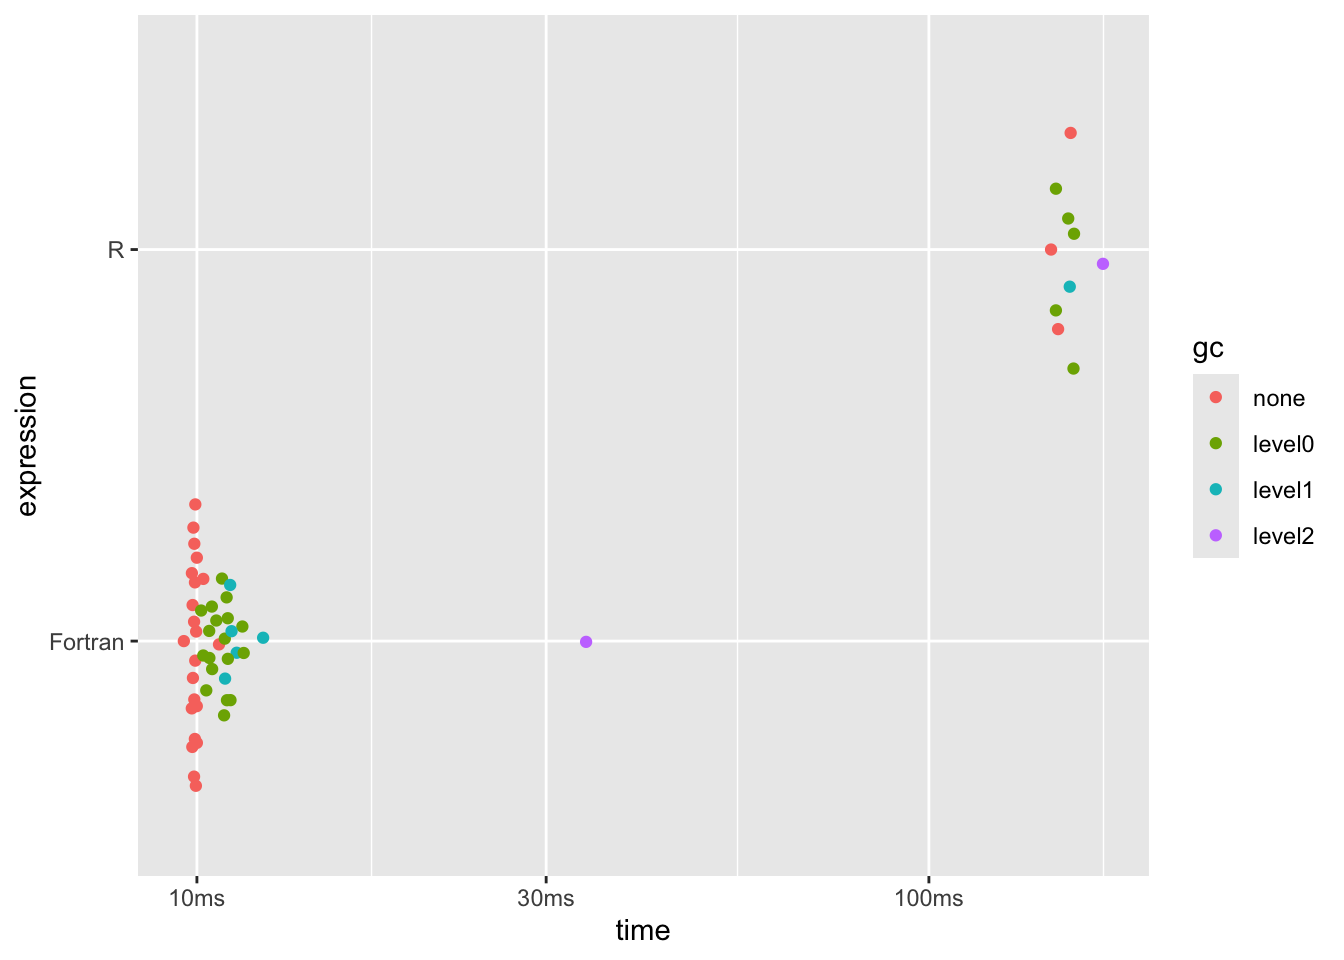 R
Fortran
expression
10ms
30ms
100ms
time
gc
none
level0
level1
level2